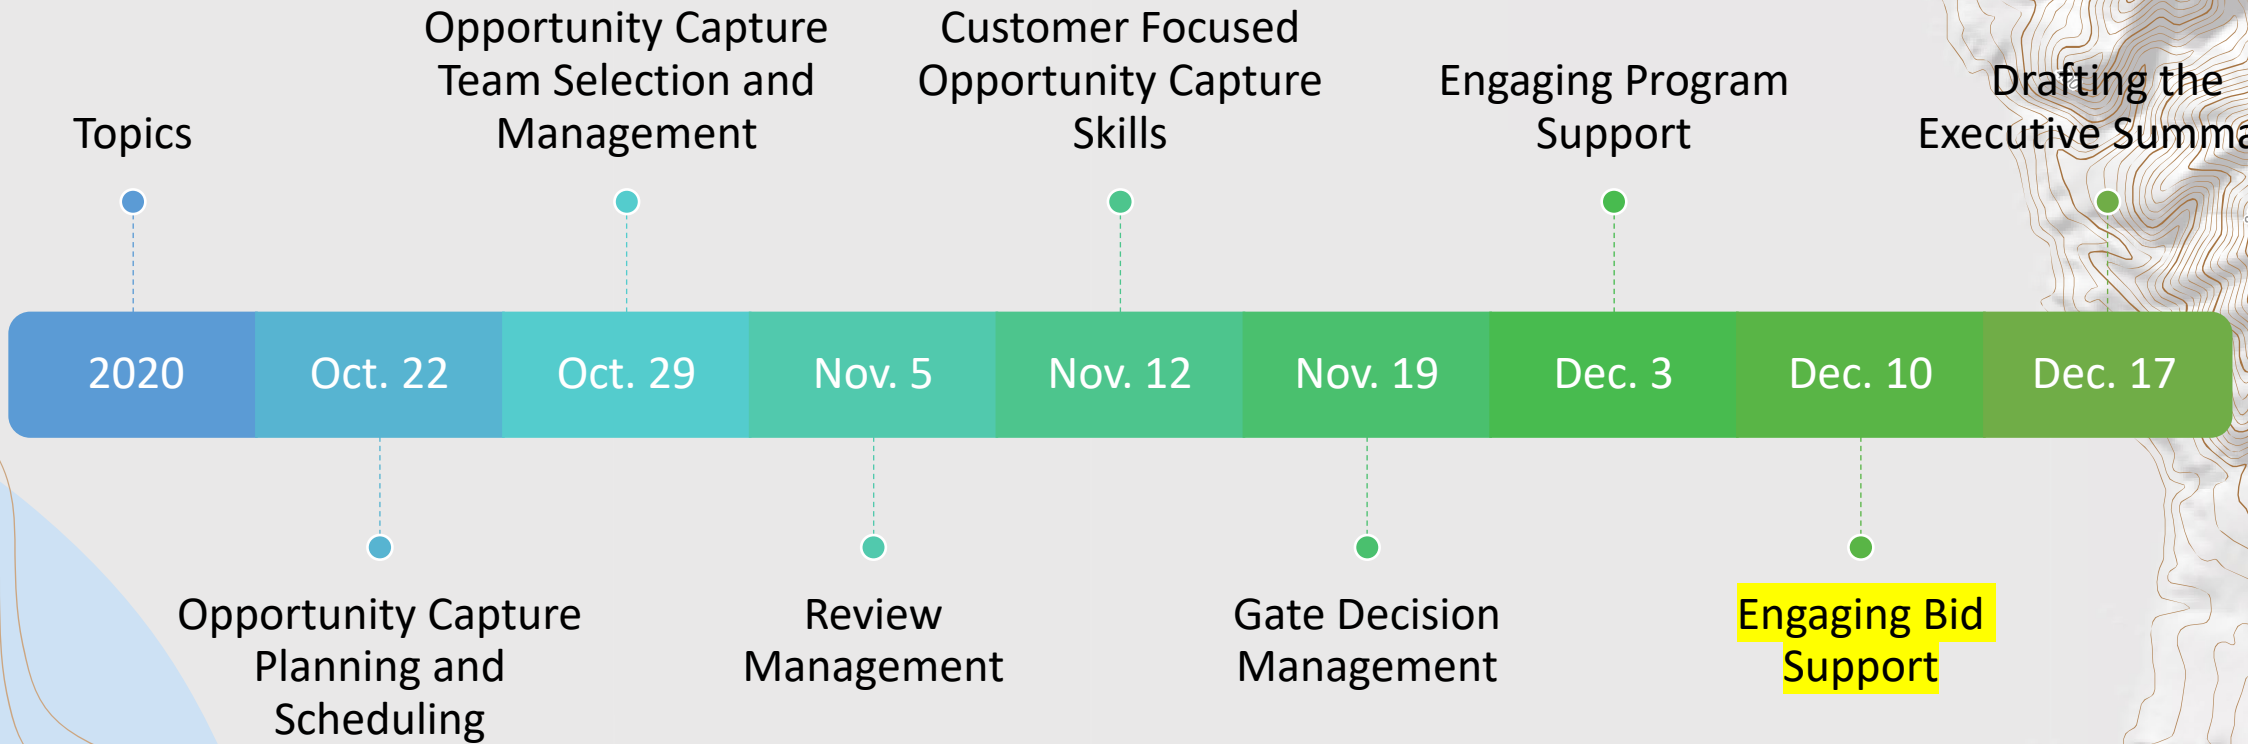 Topics
Opportunity Capture
Team Selection and
Management
Customer Focused
Opportunity Capture
Skills
Engaging Program
Support
Drafting the
Executive Summa
2020
Oct. 22
Oct. 29
Nov. 5
Nov. 12
Nov. 19
Dec. 3
Dec. 10
Dec. 17
Opportunity Capture
Planning and
Scheduling
Review
Management
Gate Decision
Management
Engaging Bid
Support